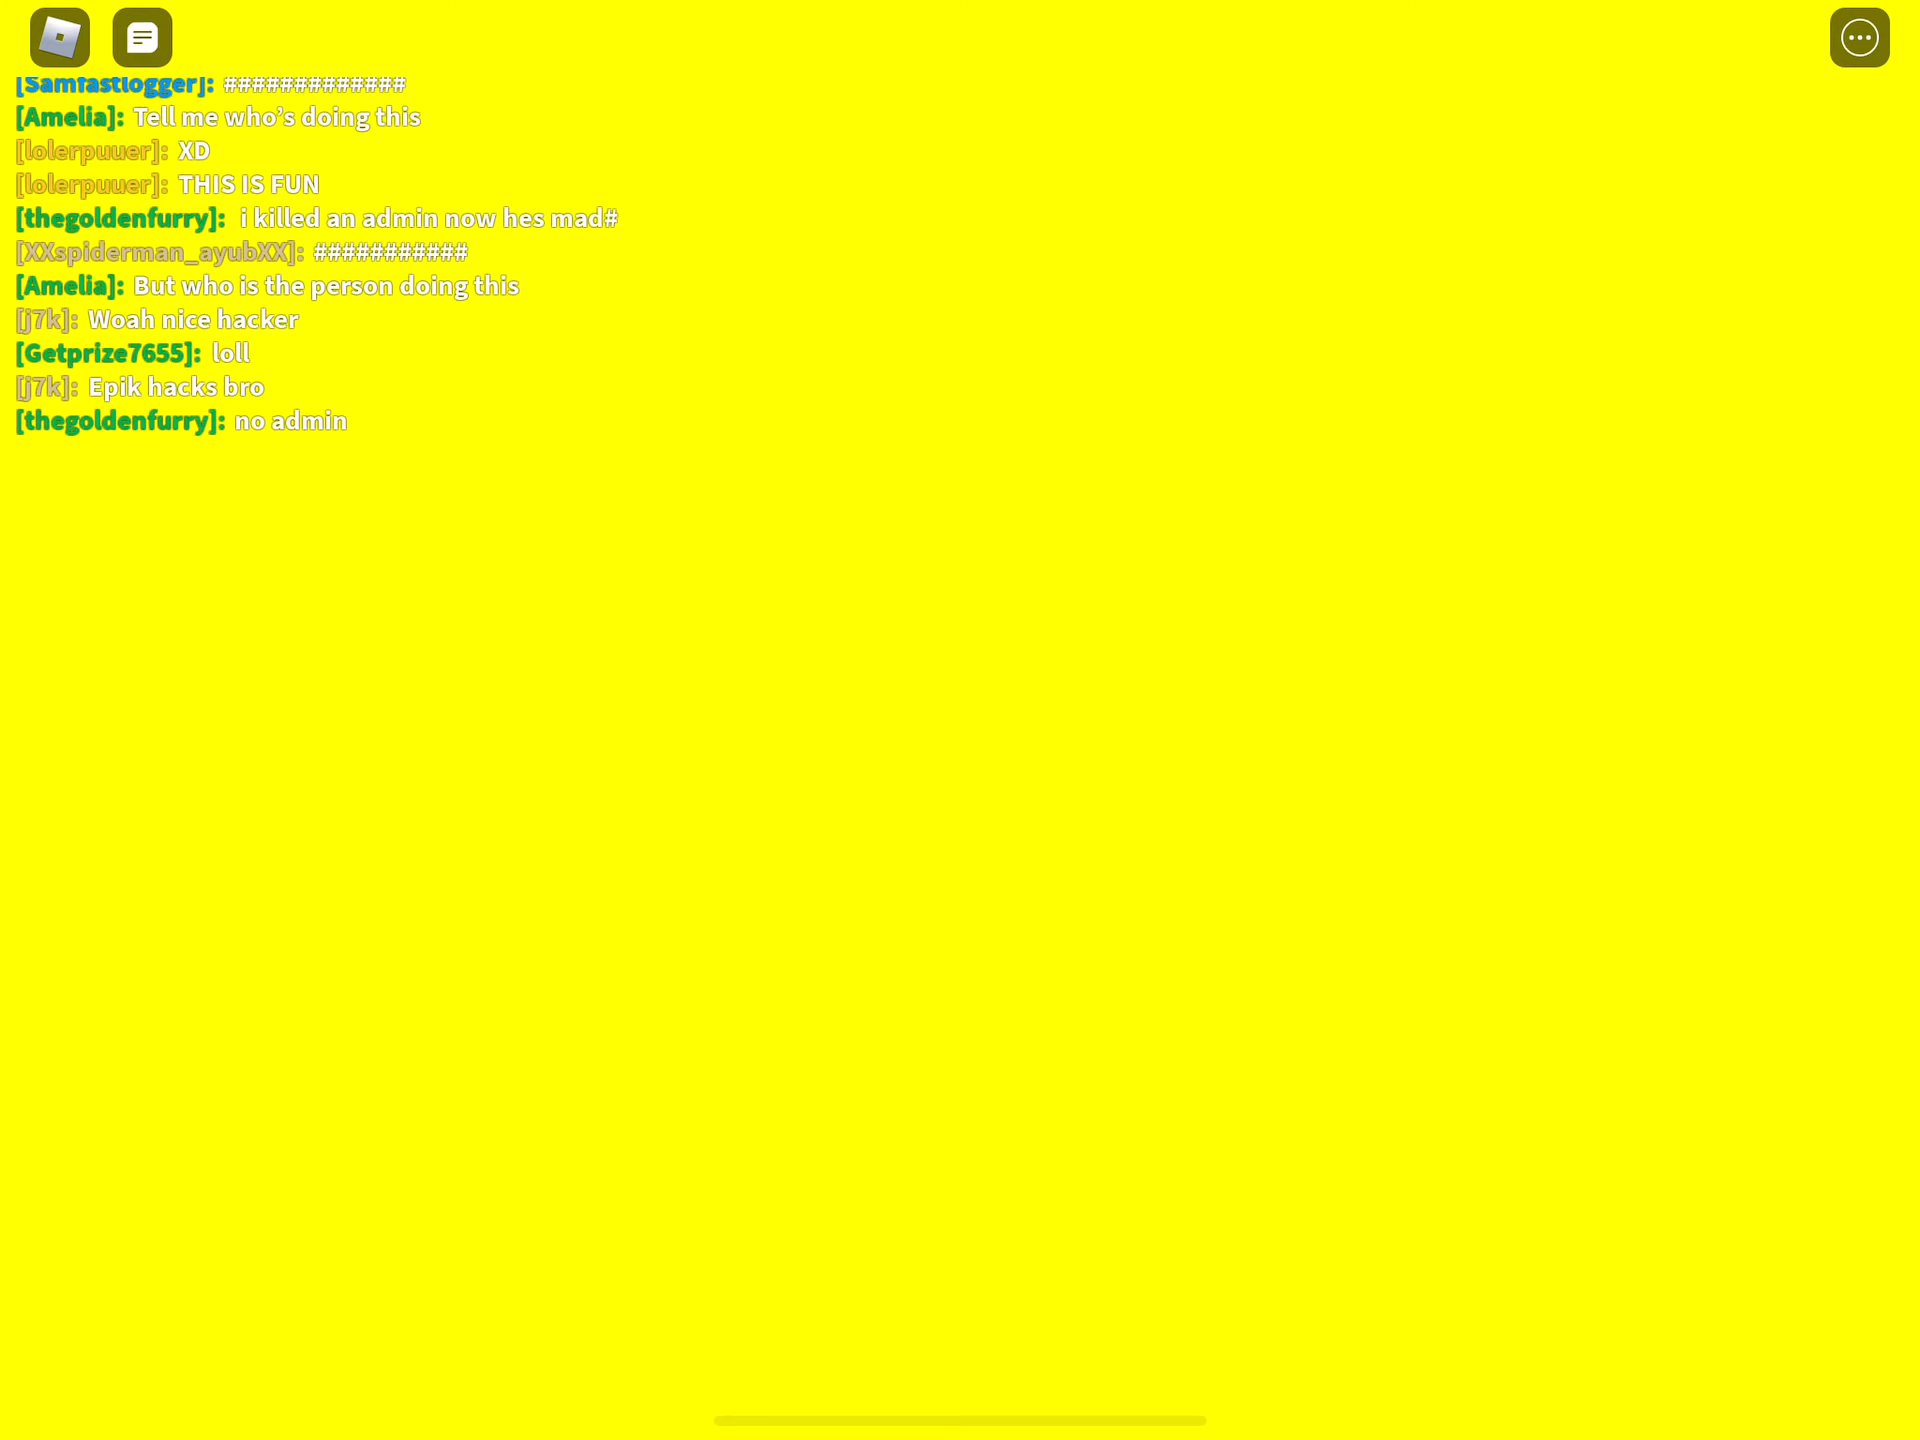 [Samfastlogger]: #############
[Amelia]: Tell me who’s doing this
[lolerpuuer]: XD
[lolerpuuer]: THIS IS FUN
[thegoldenfurry]: i killed an admin now hes mad#
[XXspiderman_ayubXX]: ###########
[Amelia]: But who is the person doing this
[j7k]: Woah nice hacker
[Getprize7655]: loll
[j7k]: Epik hacks bro
[thegoldenfurry]: no admin